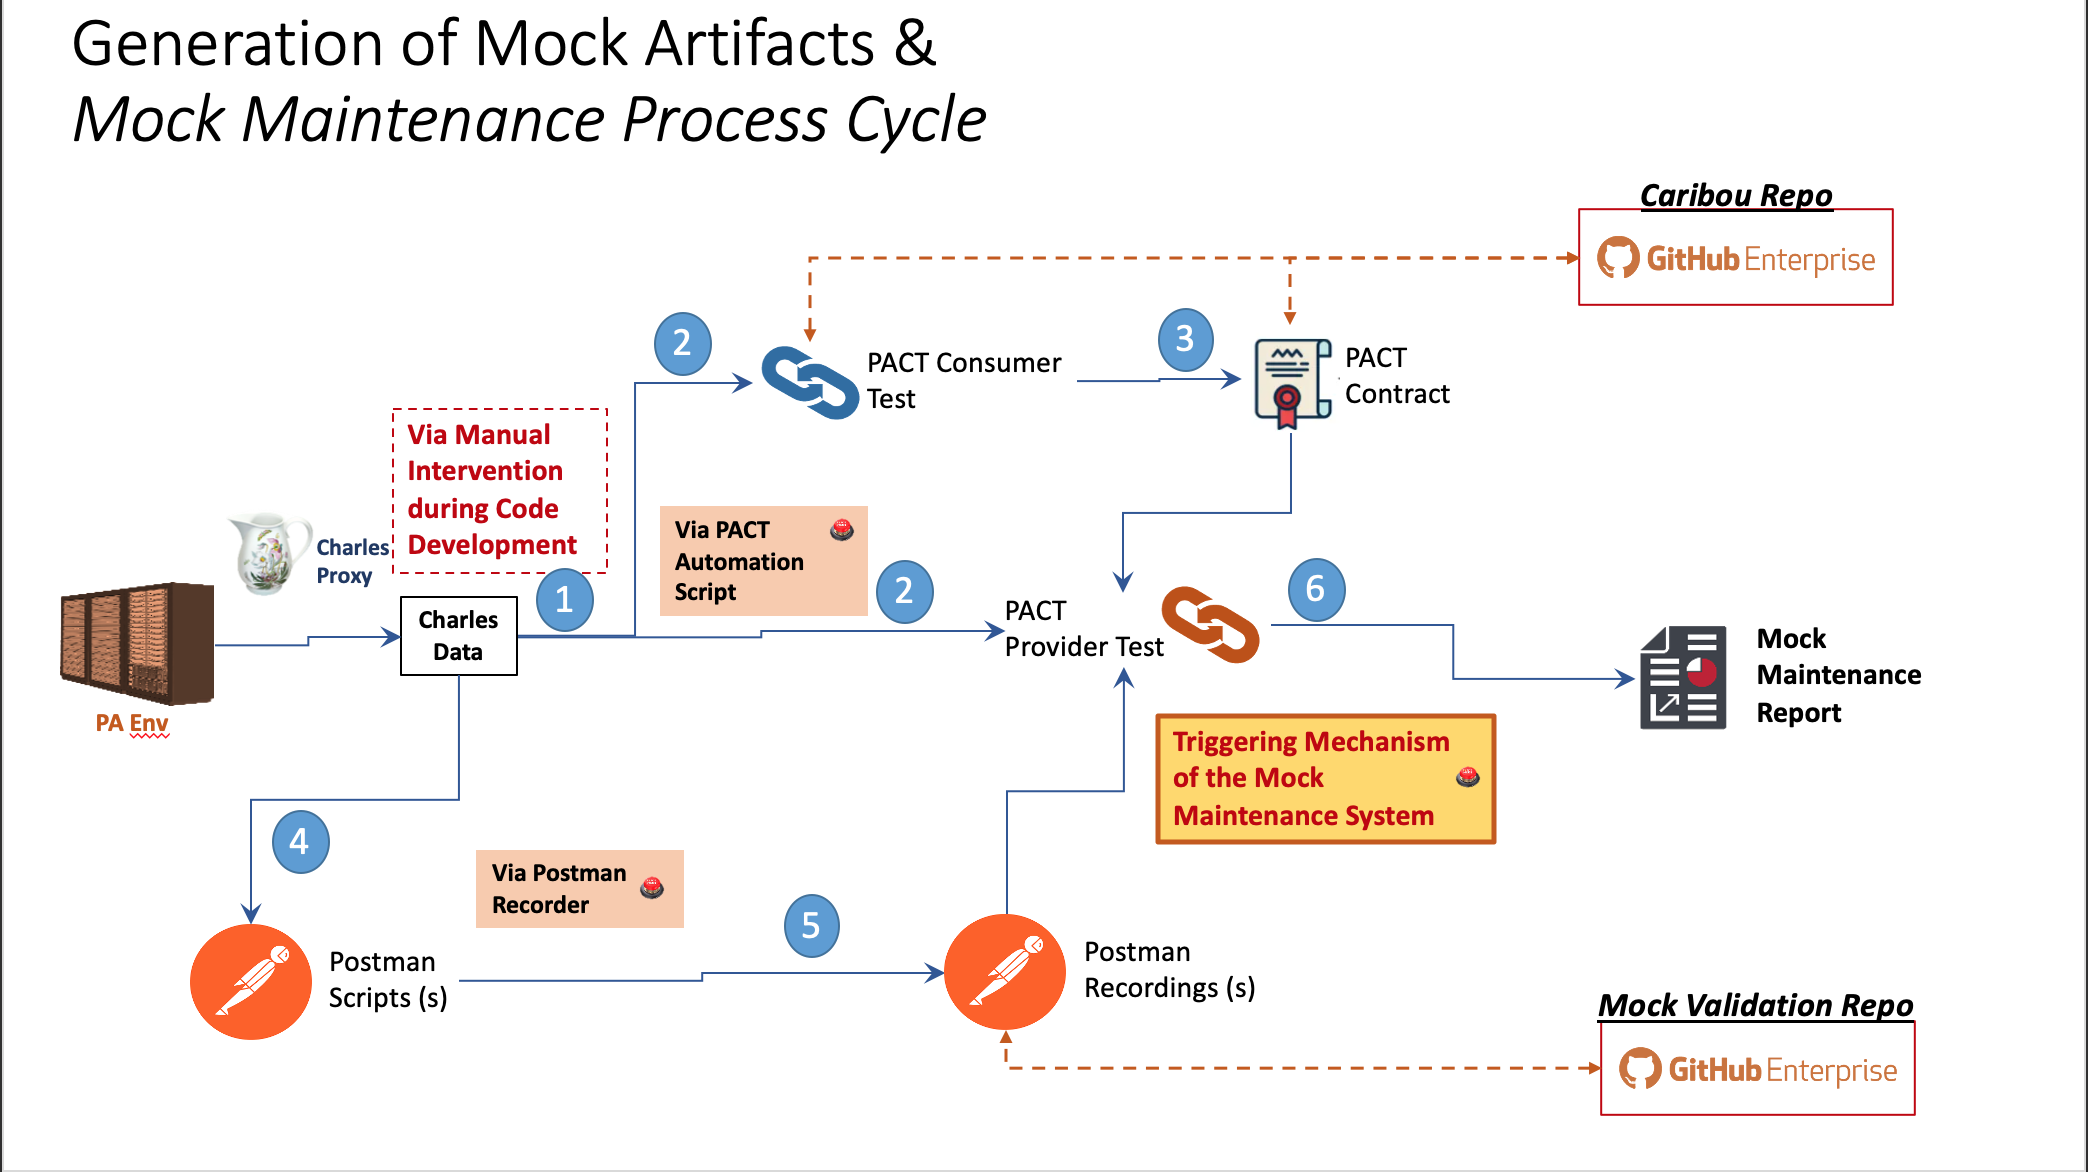 Generation of Mock Artifacts &
Mock Maintenance Process Cycle
Caribou Repo
GitHub Enterprise
2
PACT Consumer
Test
3
PACT
Contract
Via Manual
Intervention
during Code
Development
Charles
Proxy
1
Via PACT
Automation
Script
2
Charles
Data
PA Env
PACT
Provider Test
6
Mock
Maintenance
Report
Triggering Mechanism
of the Mock
Maintenance System
4
Via Postman
Recorder
5
Postman
Scripts (s)
Postman
Recordings (s)
Mock Validation Repo
GitHub Enterprise